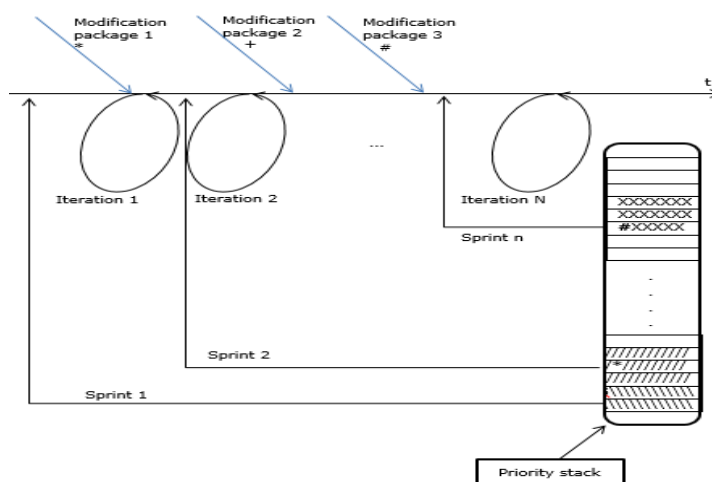 Modification
package 1
*
Modification
package 2
+
Modification
package 3
#
t
...
Iteration 1
Iteration 2
Iteration N
XXXXXXX
XXXXXXX
#XXXXX
Sprint n
Sprint 2
*
Sprint 1
Priority stack